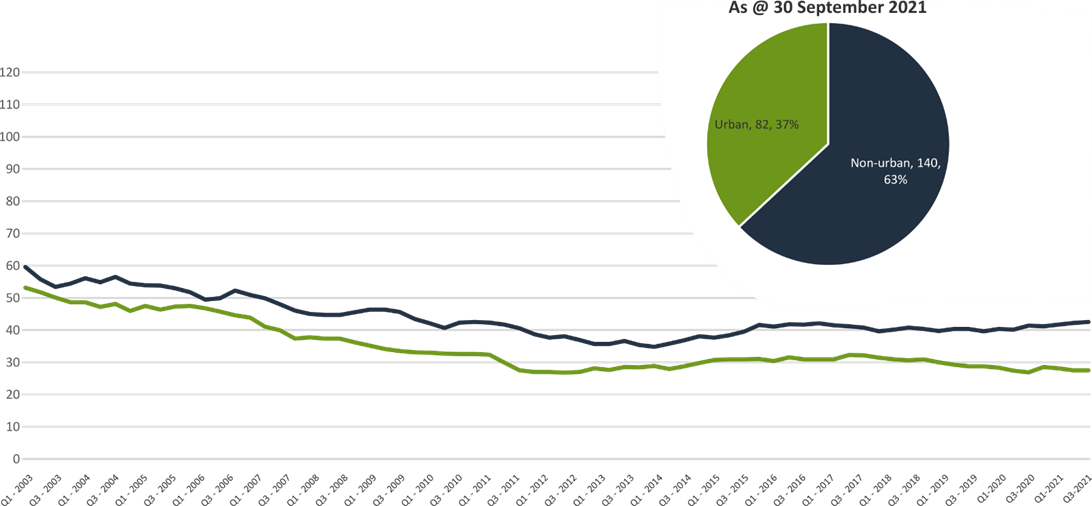 As @ 30 September 2021
Urban, 82, 37%
Non-urban, 140,
63%
120
110
100
90
80
70
60
50
40
30
20
10
0
Q1 - 2003
Q3 - 2003
Q1 - 2004
Q3 - 2004
Q1 - 2005
Q3 - 2005
Q1 - 2006
Q3 - 2006
Q1 - 2007
Q3 - 2007
Q1 - 2008
Q3 - 2008
Q1 - 2009
Q3 - 2009
Q1 - 2010
Q3 - 2010
Q1 - 2011
Q3 - 2011
Q1 - 2012
Q3 - 2012
Q1 - 2013
Q3 - 2013
Q1 - 2014
Q3 - 2014
Q1 - 2015
Q3 - 2015
Q1 - 2016
Q3 - 2016
Q1 - 2017
Q3 - 2017
Q1 - 2018
Q3 - 2018
Q1 - 2019
Q3 - 2019
Q1-2020
Q3-2020
Q1-2021
Q3-2021